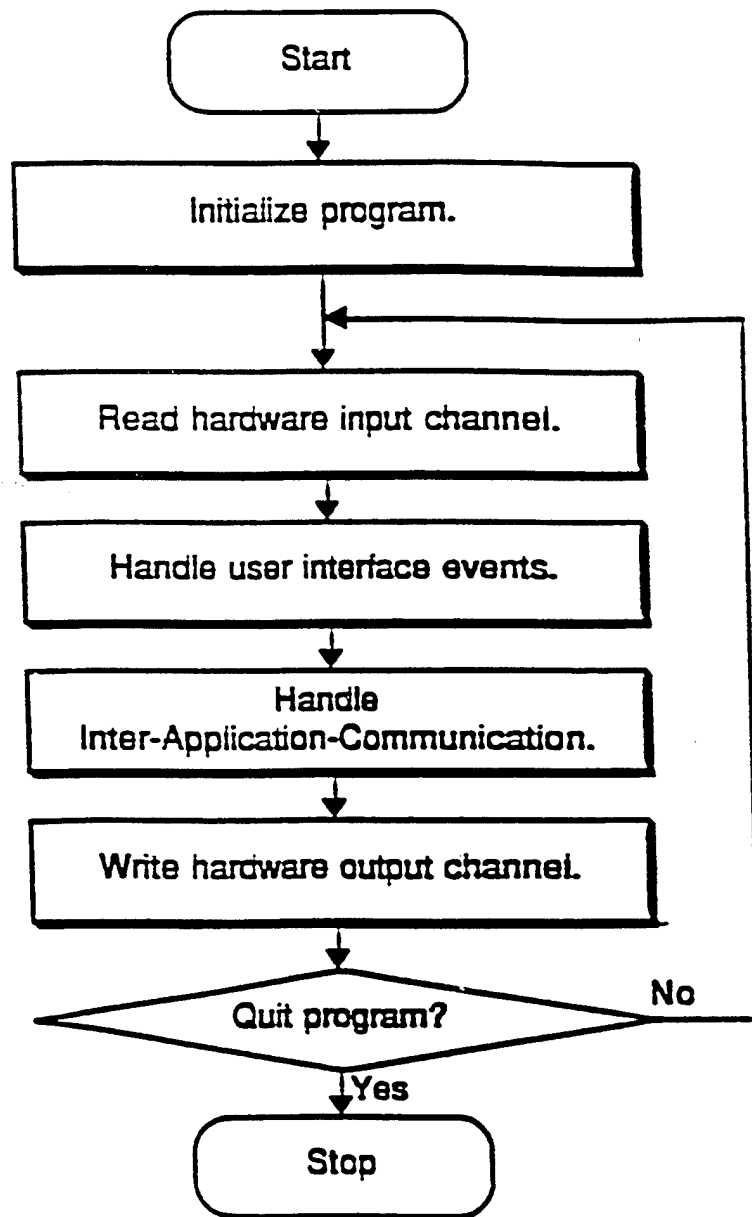 Start
Initialize program.
Read hardware input channel.
Handle user interface events.
Handle
Inter-Application-Communication.
Write hardware output channel.
Quit program?
No
Yes
Stop